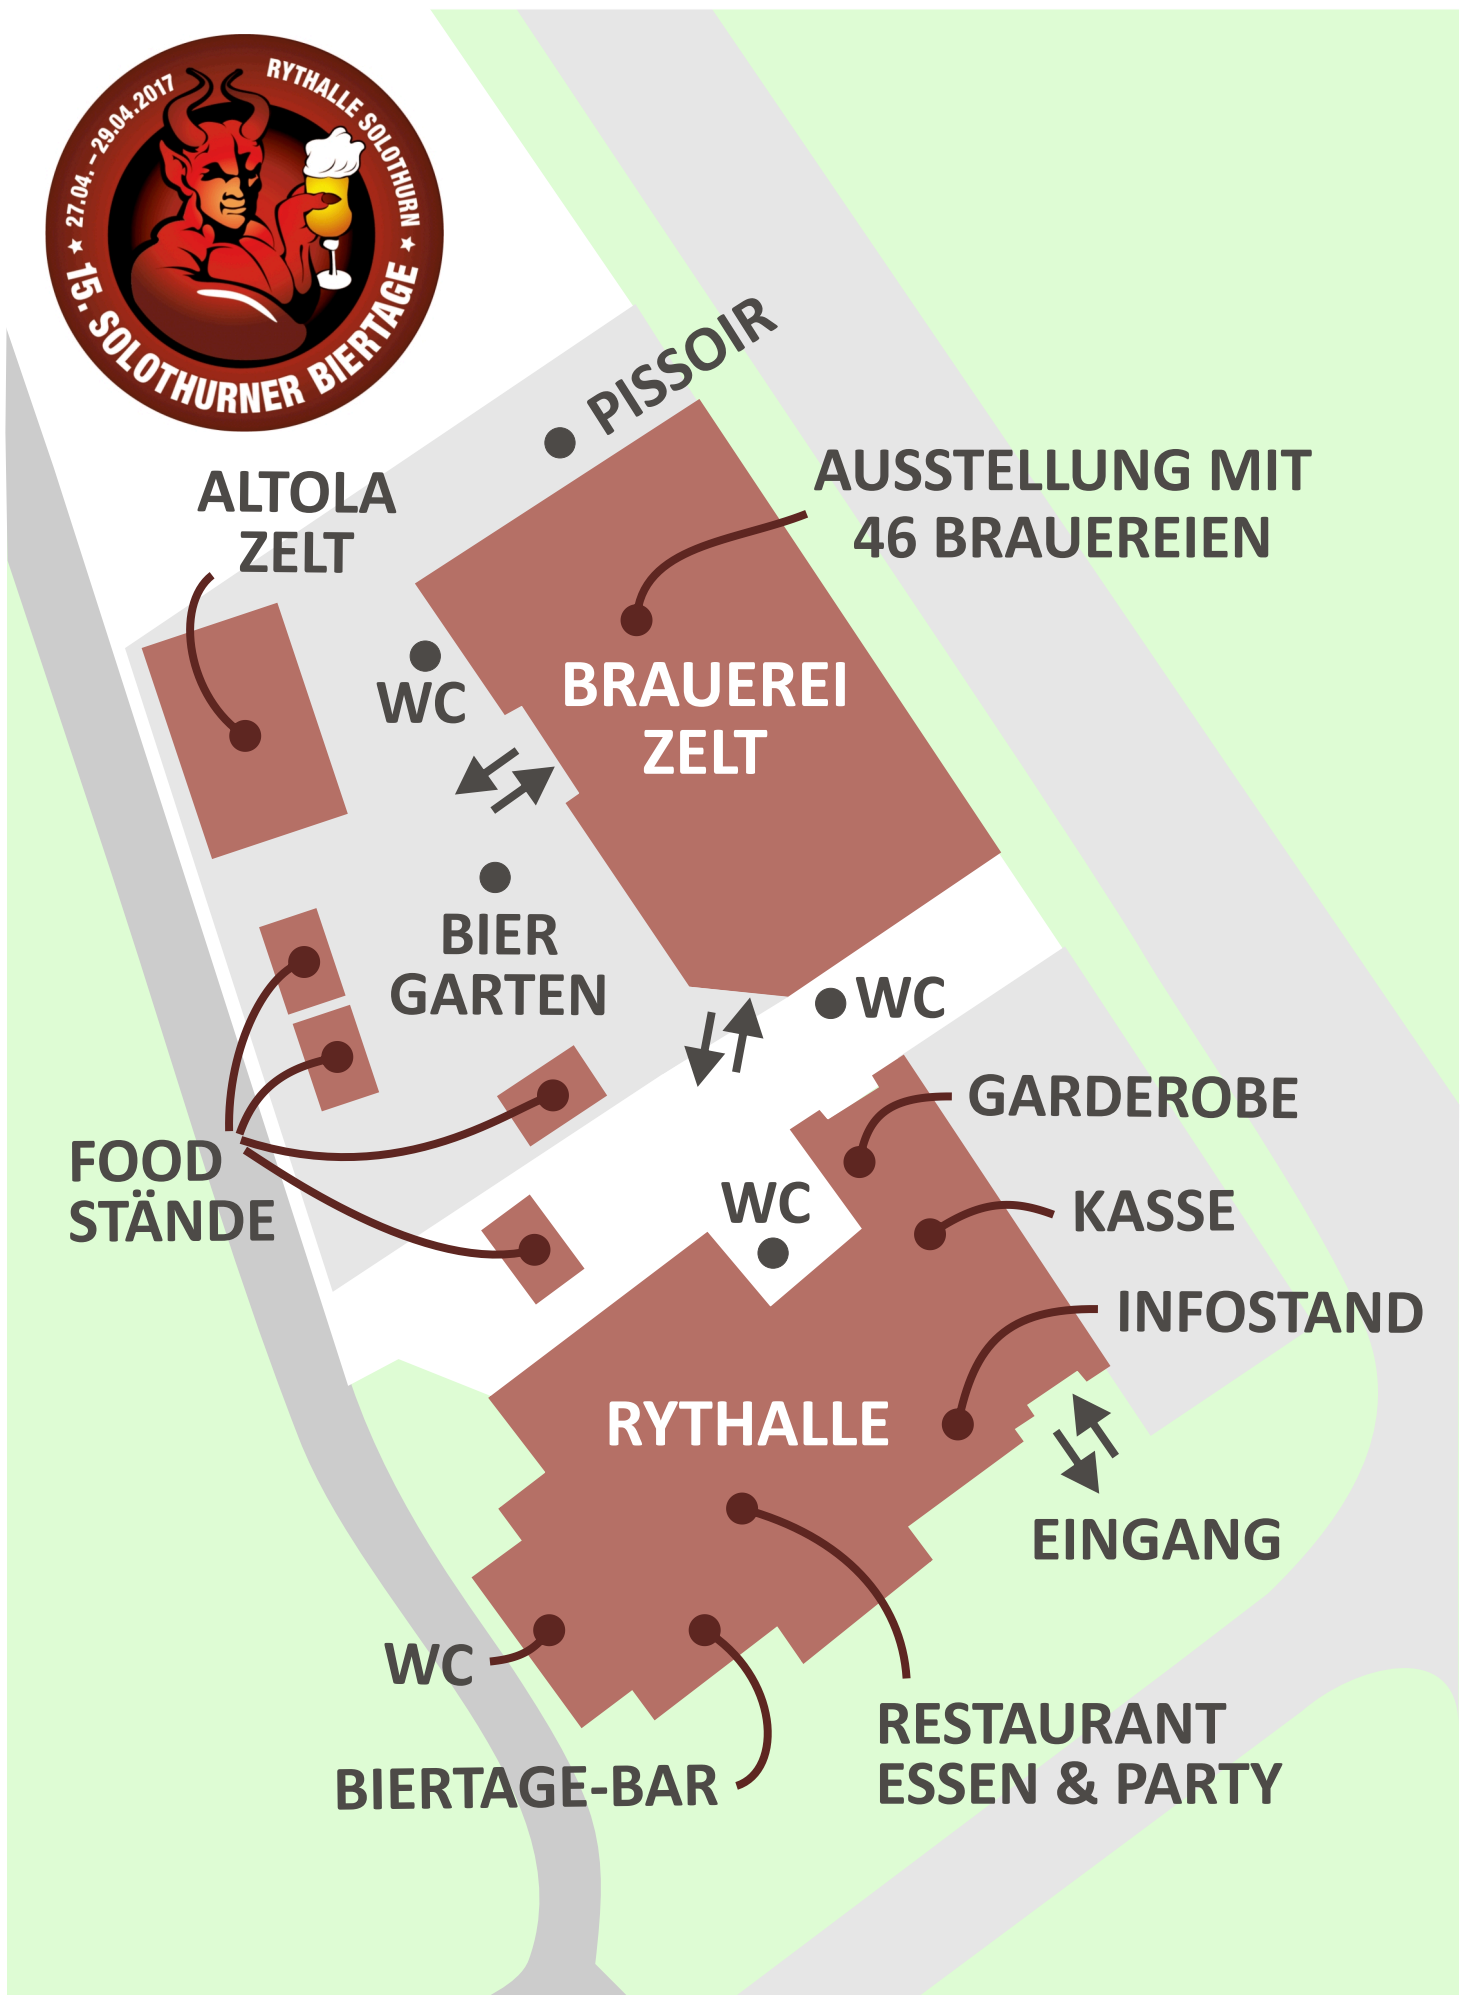 27.04. – 29.04.2017
RYTHALLE SOLOTHURN
★ 15. SOLOTHURNER BIERTAGE ★
PISSOIR
ALTOLA
ZELT
AUSSTELLUNG MIT
46 BRAUEREIEN
WC
BRAUEREI
ZELT
BIER
GARTEN
WC
GARDEROBE
FOOD
STÄNDE
WC
KASSE
INFOSTAND
RYTHALLE
EINGANG
WC
RESTAURANT
ESSEN & PARTY
BIERTAGE-BAR